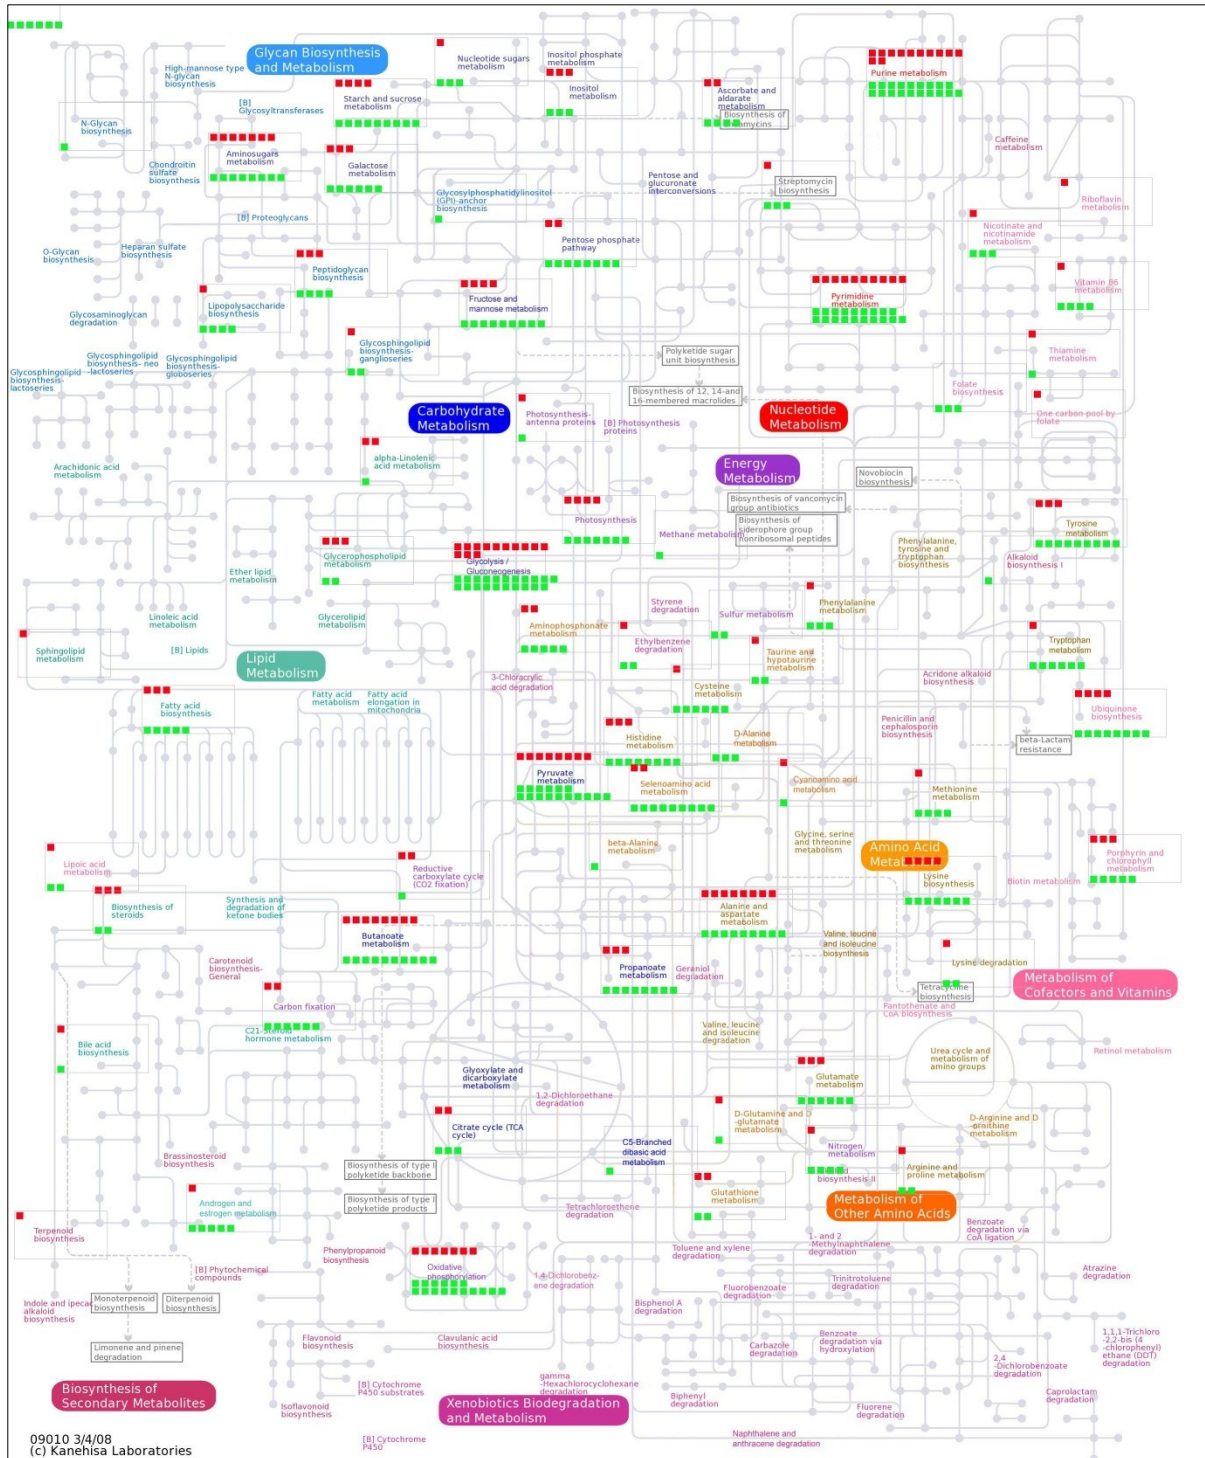 Glycan Biosynthesis
and Metabolism
High-mannose type
N-glycan
biosynthesis
Nucleotide sugars
metabolism
Inositol phosphate
metabolism
Inositol
metabolism
Purine metabolism
[B]
Glycosyltransferases
Starch and sucrose
metabolism
Ascorbate and
aldarate metabolism
Biosynthesis of
N-Glycan
biosynthesis
Aminosugars
metabolism
Caffeine
metabolism
Chondroitin
sulfate
biosynthesis
Galactose
metabolism
Pentose and
glucuronate
interconversions
Streptomycin
biosynthesis
Glycosylphosphatidylinositol
(GPI)-anchor
biosynthesis
Riboflavin
metabolism
[B] Proteoglycans
Nicotinate and
nicotinamide
metabolism
O-Glycan
biosynthesis
Heparan sulfate
biosynthesis
Pentose phosphate
pathway
Peptidoglycan
biosynthesis
Vitamin B6
metabolism
Lipopolysaccharide
biosynthesis
Fructose and
mannose metabolism
Pyrimidine
metabolism
Glycosaminoglycan
degradation
Glycosphingolipid
biosynthesis- neo
-lactoseries
Glycosphingolipid
biosynthesis-
globoseries
Glycosphingolipid
biosynthesis-
ganglioseries
Polyketide sugar
unit biosynthesis
Thiamine
metabolism
Glycosphingolipid
biosynthesis-
lactoseries
Biosynthesis of 12, 14-and
16-membered macrolides
Folate
biosynthesis
Carbohydrate
Metabolism
Photosynthesis-
antenna proteins
[B] Photosynthesis
proteins
Nucleotide
Metabolism
One carbon pool by
folate
Arachidonic acid
metabolism
alpha-Linolenic
acid metabolism
Energy
Metabolism
Novobiocin
biosynthesis
Biosynthesis of vancomycin
group antibiotics
Biosynthesis of
siderophore group
nonribosomal peptides
Photosynthesis
Methane metabolism
Tyrosine
metabolism
Phenylalanine,
tyrosine and
tryptophan
biosynthesis
Alkaloid
biosynthesis I
Glycerophospholipid
metabolism
Glycolysis /
Gluconeogenesis
Ether lipid
metabolism
Linoleic acid
metabolism
Glycerolipid
metabolism
Aminophosphonate
metabolism
Styrene
degradation
Sulfur metabolism
Phenylalanine
metabolism
Ethylbenzene
degradation
Taurine and
hypotaurine
metabolism
Tryptophan
metabolism
Sphingolipid
metabolism
[B] Lipids
Lipid
Metabolism
3-Chloracrylic
acid degradation
Cysteine
metabolism
Acridone alkaloid
biosynthesis
Fatty acid
biosynthesis
Fatty acid
metabolism
Fatty acid
elongation in
mitochondria
Ubiquinone
biosynthesis
Penicillin and
cephalosporin
biosynthesis
Histidine
metabolism
D-Alanine
metabolism
beta-Lactam
resistance
Pyruvate
metabolism
Selenoamino acid
metabolism
Cyanoamino acid
metabolism
Methionine
metabolism
beta-Alanine
metabolism
Glycine, serine
and threonine
metabolism
Amino Acid
Lipoic acid
metabolism
Reductive
carboxylate cycle
(CO2 fixation)
Lysine
biosynthesis
Biotin metabolism
Porphyrin and
chlorophyll
metabolism
Biosynthesis of
steroids
Synthesis and
degradation of
ketone bodies
Butanoate
metabolism
Alanine and
aspartate
metabolism
Valine, leucine
and isoleucine
biosynthesis
Carotenoid
biosynthesis-
General
Propanoate
metabolism
Geraniol
degradation
Lysine degradation
Tetracycline
biosynthesis
Metabolism of
Cofactors and Vitamins
Carbon fixation
Pantothenate and
CoA biosynthesis
C21-Steroid
hormone metabolism
Valine, leucine
and isoleucine
degradation
Bile acid
biosynthesis
Urea cycle and
metabolism of
amino groups
Retinol metabolism
Glyoxylate and
dicarboxylate
metabolism
Glutamate
metabolism
1,2-Dichloroethane
degradation
D-Glutamine and D
-glutamate
metabolism
D-Arginine and D
-ornithine
metabolism
Citrate cycle (TCA
cycle)
C5-Branched
dibasic acid
metabolism
Nitrogen
metabolism
biosynthesis II
Brassinosteroid
biosynthesis
Biosynthesis of type I
polyketide backbone
Arginine and
proline metabolism
Androgen and
estrogen metabolism
Biosynthesis of type I
polyketide products
Tetrachloroethene
degradation
Glutathione
metabolism
Metabolism of
Other Amino Acids
Terpenoid
biosynthesis
Benzoate
degradation via
CoA ligation
Phenylpropanoid
biosynthesis
Toluene and xylene
degradation
1- and 2
-Methylnaphthalene
degradation
[B] Phytochemical
compounds
Oxidative
phosphorylation
1,4-Dichlorobenz-
ene degradation
Atrazine
degradation
Trinitrotoluene
degradation
Fluorobenzoate
degradation
Monoterpenoid
biosynthesis
Diterpenoid
biosynthesis
Indole and ipecac
alkaloid
biosynthesis
Bisphenol A
degradation
Flavonoid
biosynthesis
Clavulanic acid
biosynthesis
Carbazole
degradation
Benzoate
degradation via
hydroxylation
1,1,1-Trichloro
-2,2-bis (4
-chlorophenyl)
ethane (DDT)
degradation
Limonene and pinene
degradation
2,4
-Dichlorobenzoate
degradation
gamma
-Hexachlorocyclohexane
degradation
[B] Cytochrome
P450 substrates
Biphenyl
degradation
Caprolactam
degradation
Biosynthesis of
Secondary Metabolites
Isoflavonoid
biosynthesis
Xenobiotics Biodegradation
and Metabolism
Fluorene
degradation
Naphthalene and
anthracene degradation
[B] Cytochrome
P450
09010 3/4/08
(c) Kanehisa Laboratories